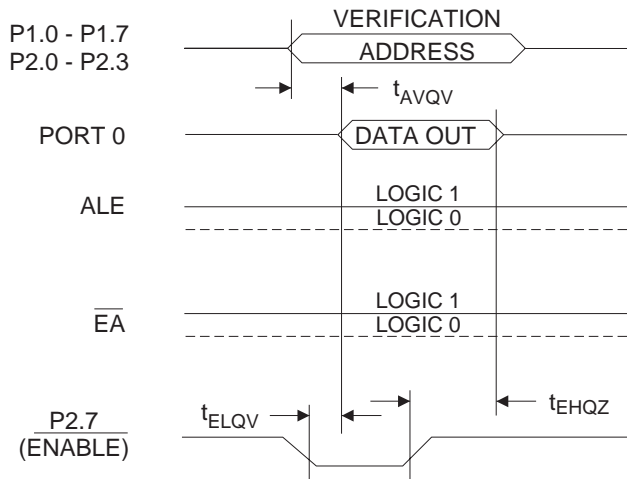 VERIFICATION
P1.0 - P1.7
P2.0 - P2.3
ADDRESS
tAVQV
PORT 0
DATA OUT
ALE
LOGIC 1
LOGIC 0
EA
LOGIC 1
LOGIC 0
P2.7
(ENABLE)
tELQV
tEHQZ